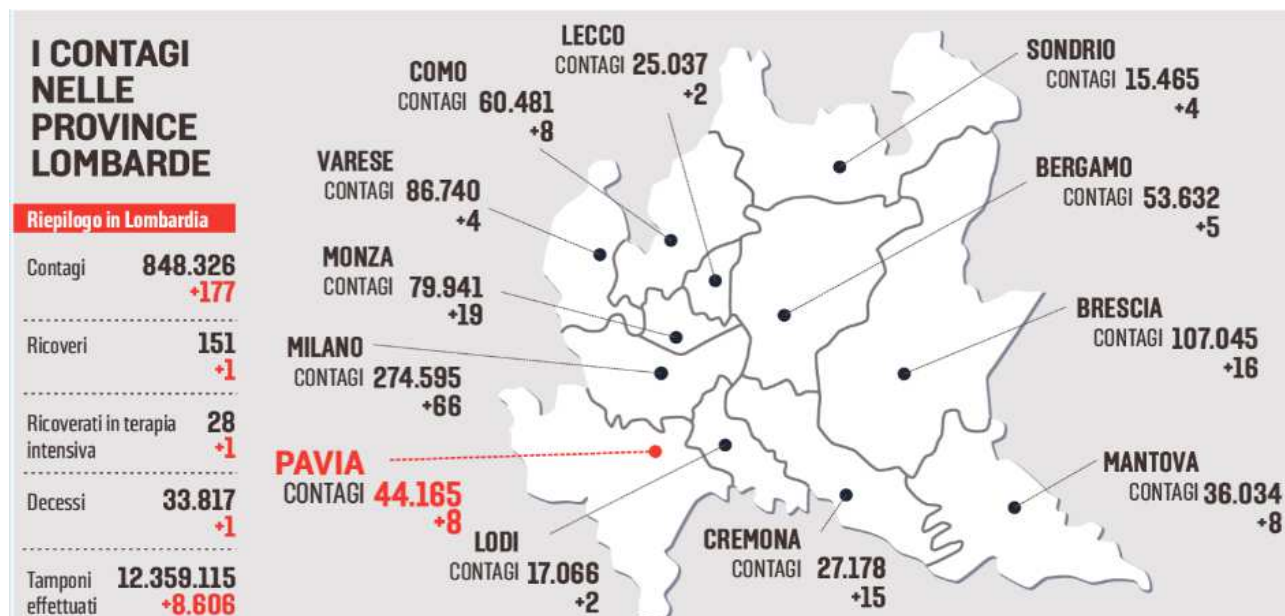 I CONTAGI
NELLE
PROVINCE
LOMBARDE
Riepilogo in Lombardia
Contagi 848.326
+177
Ricoveri 151
+1
Ricoverati in terapia
intensiva 28
+1
Decessi 33.817
+1
Tamponi
effettuati 12.359.115
+8.606
LECCO
CONTAGI 25.037
+2
COMO
CONTAGI 60.481
+8
VARESE
CONTAGI 86.740
+4
MONZA
CONTAGI 79.941
+19
MILANO
CONTAGI 274.595
+66
PAVIA
CONTAGI 44.165
+8
LODI
CONTAGI 17.066
+2
CREMONA
CONTAGI 27.178
+15
SONDRIO
CONTAGI 15.465
+4
BERGAMO
CONTAGI 53.632
+5
BRESCIA
CONTAGI 107.045
+16
MANTOVA
CONTAGI 36.034
+8